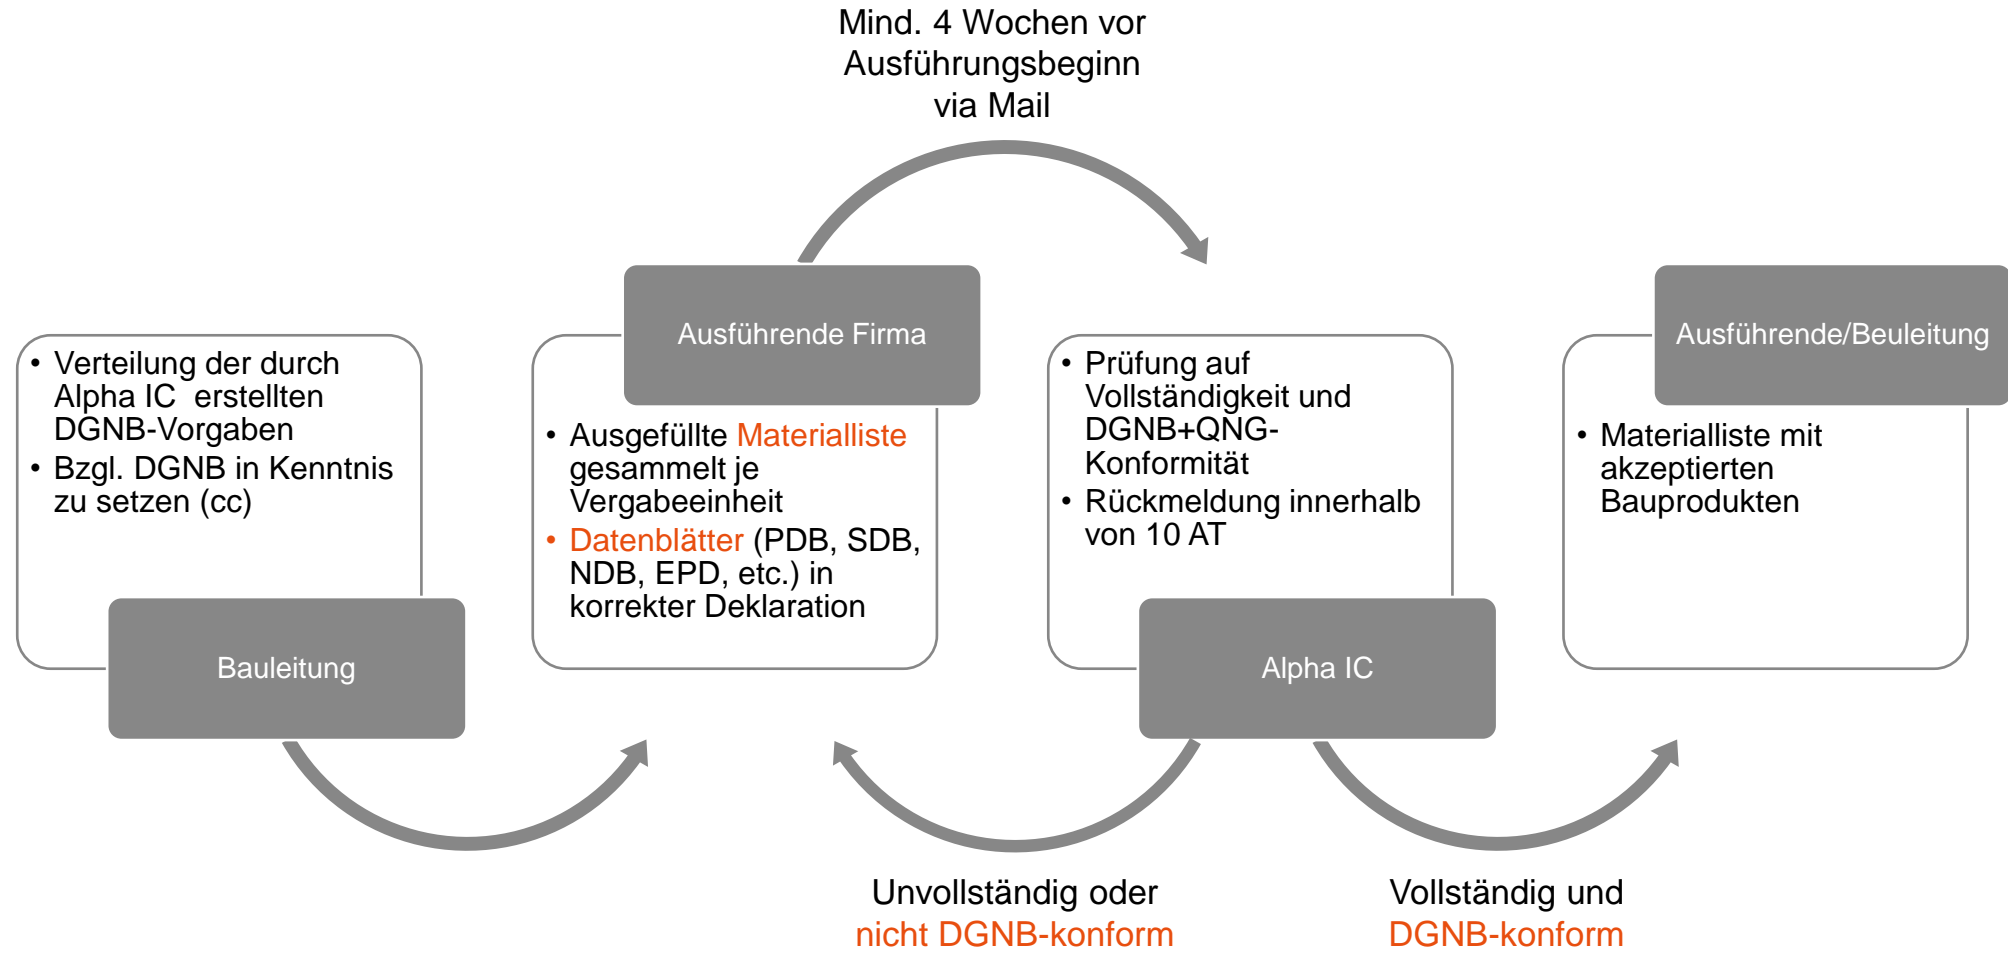 Mind. 4 Wochen vor
Ausführungsbeginn
via Mail
• Verteilung der durch
Alpha IC erstellten
DGNB-Vorgaben
• Bzgl. DGNB in Kenntnis
zu setzen (cc)
Bauleitung
Ausführende Firma
• Ausgefüllte Materialliste
gesammelt je
Vergabeeinheit
• Datenblätter (PDB, SDB,
NDB, EPD, etc.) in
korrekter Deklaration
• Prüfung auf
Vollständigkeit und
DGNB+QNG-
Konformität
• Rückmeldung innerhalb
von 10 AT
Alpha IC
Ausführende/Beuleitung
• Materialliste mit
akzeptierten
Bauprodukten
Unvollständig oder
nicht DGNB-konform
Vollständig und
DGNB-konform